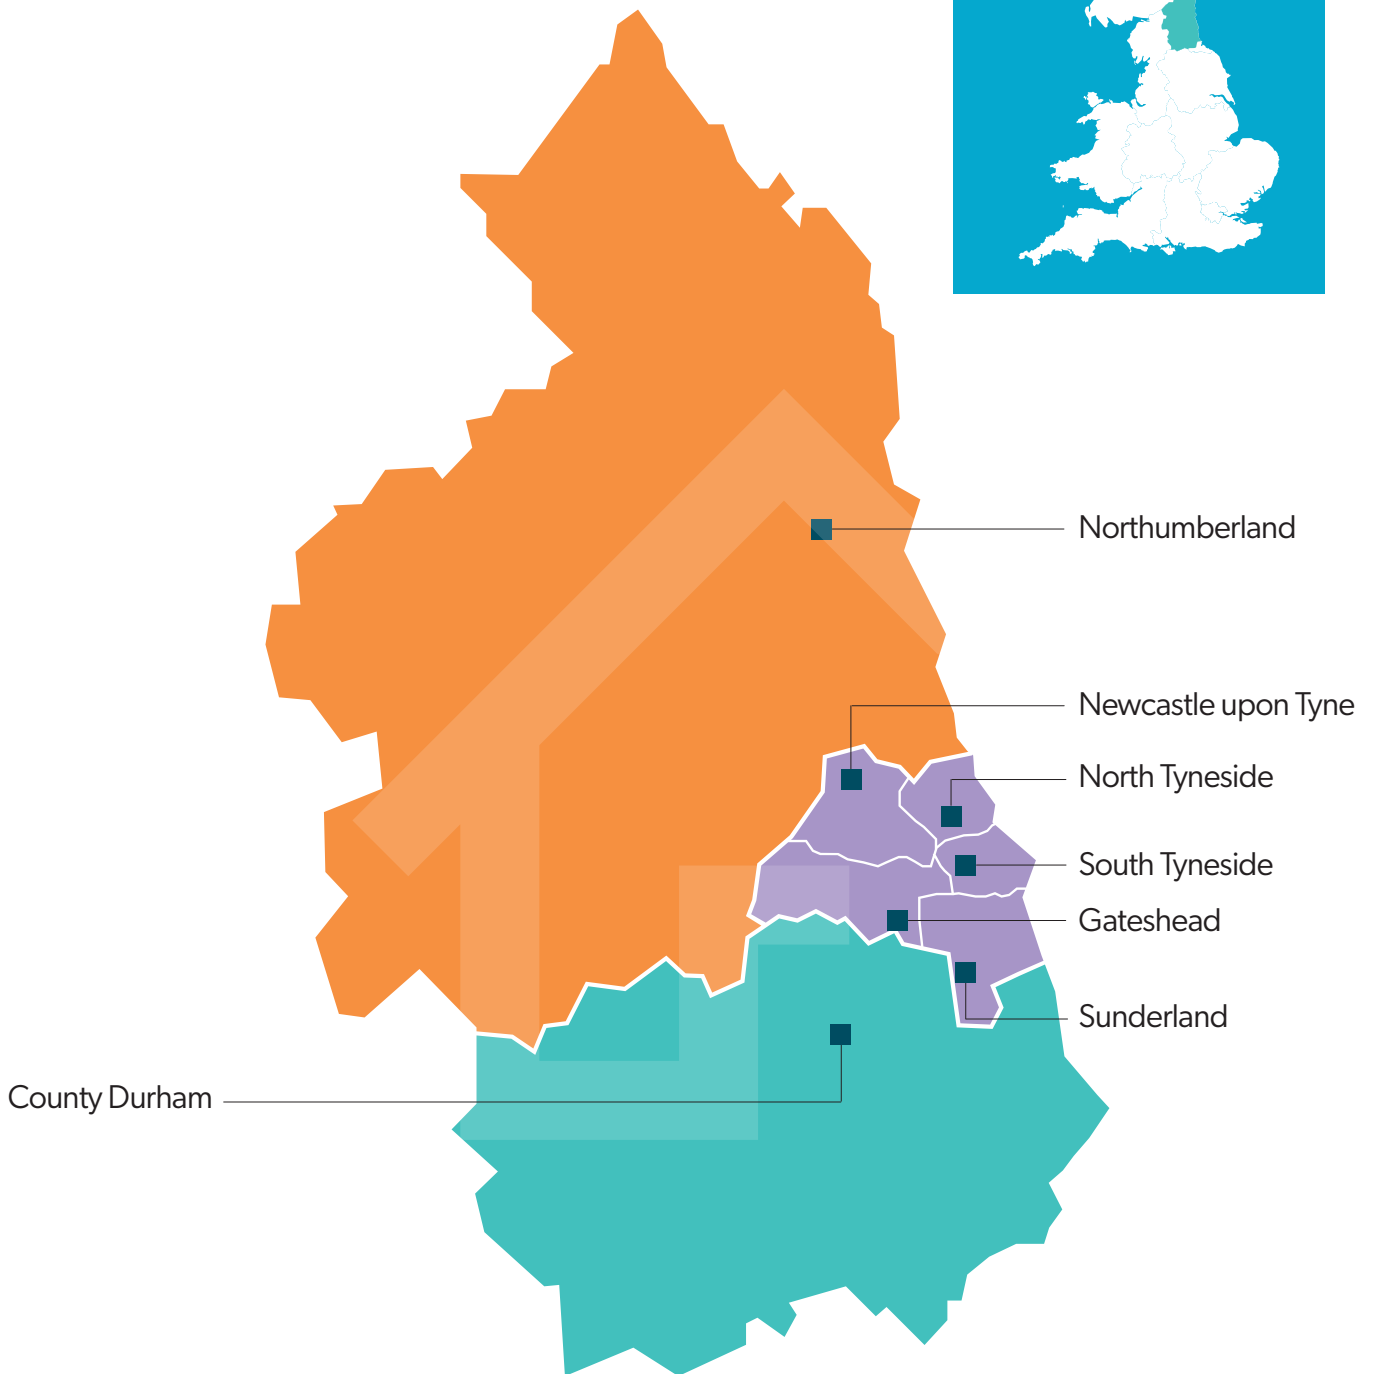 Northumberland
Newcastle upon Tyne
North Tyneside
South Tyneside
Gateshead
Sunderland
County Durham